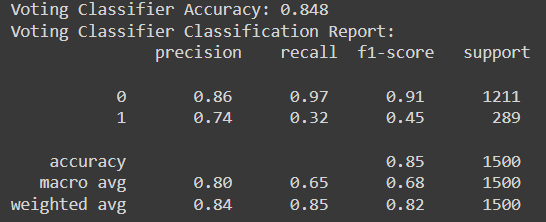 Voting Classifier Accuracy: 0.848
Voting Classifier Classification Report:
precision recall f1-score support
0 0.86 0.97 0.91 1211
1 0.74 0.32 0.45 289
accuracy 0.85 1500
macro avg 0.80 0.65 0.68 1500
weighted avg 0.84 0.85 0.82 1500